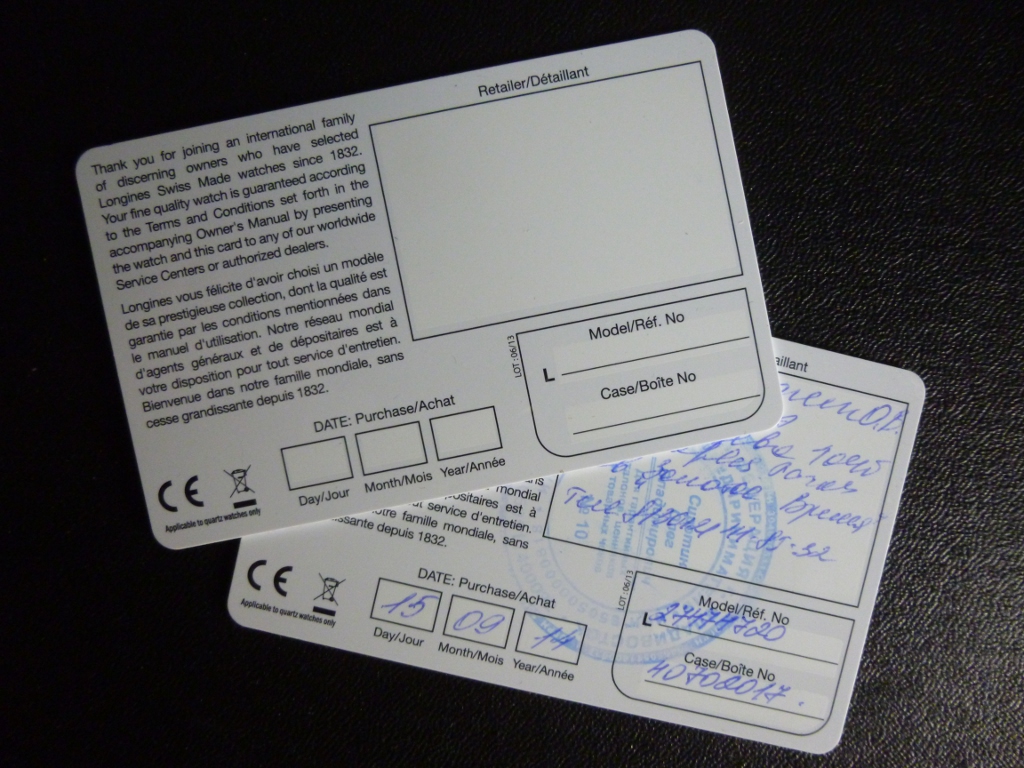 Retailer/Détaillant
Thank you for joining an international family
of discerning owners who have selected
Longines Swiss Made watches since 1832.
Your fine quality watch is guaranteed according
to the Terms and Conditions set forth in the
accompanying Owner's Manual by presenting
the watch and this card to any of our worldwide
Service Centers or authorized dealers.
Longines vous félicite d'avoir choisi un modèle
de sa prestigieuse collection, dont la qualité est
garantie par les conditions mentionnées dans
le manuel d'utilisation. Notre réseau mondial
d'agents généraux et de dépositaires est à
votre disposition pour tout service d'entretien.
Bienvenue dans notre famille mondiale, sans
cesse grandissante depuis 1832.
LOT : 06/13
Model/Réf. No
L
Case/Boîte No
DATE: Purchase/Achat
Day/Jour Month/Mois Year/Année
CE
Applicable to quartz watches only
aillant
ans
mondial
positaires est à
ut service d'entretien.
otre famille mondiale, sans
ssante depuis 1832.
LOT : 06/13
Model/Réf. No
L
Case/Boîte No
40702017.
DATE: Purchase/Achat
15 09 14
Day/Jour Month/Mois Year/Année
CE
Applicable to quartz watches only